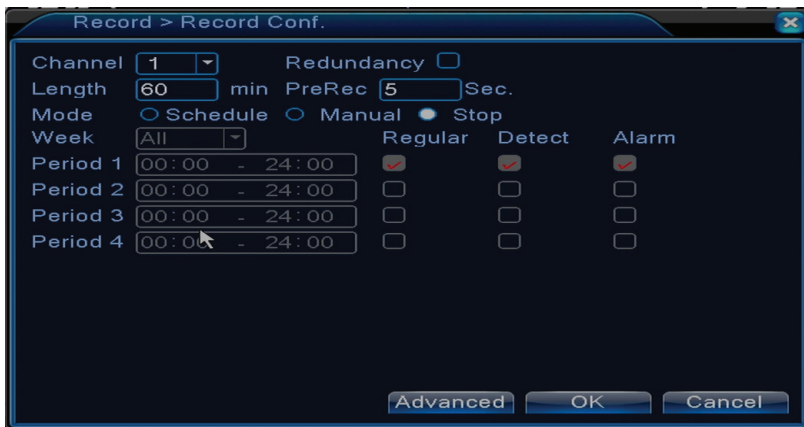 Record > Record Conf.
Channel 1 Redundancy
Length 60 min PreRec 5 Sec.
Mode Schedule Manual Stop
Week All Regular Detect Alarm
Period 1 00:00 - 24:00
Period 2 00:00 - 24:00
Period 3 00:00 - 24:00
Period 4 00:00 - 24:00
Advanced OK Cancel